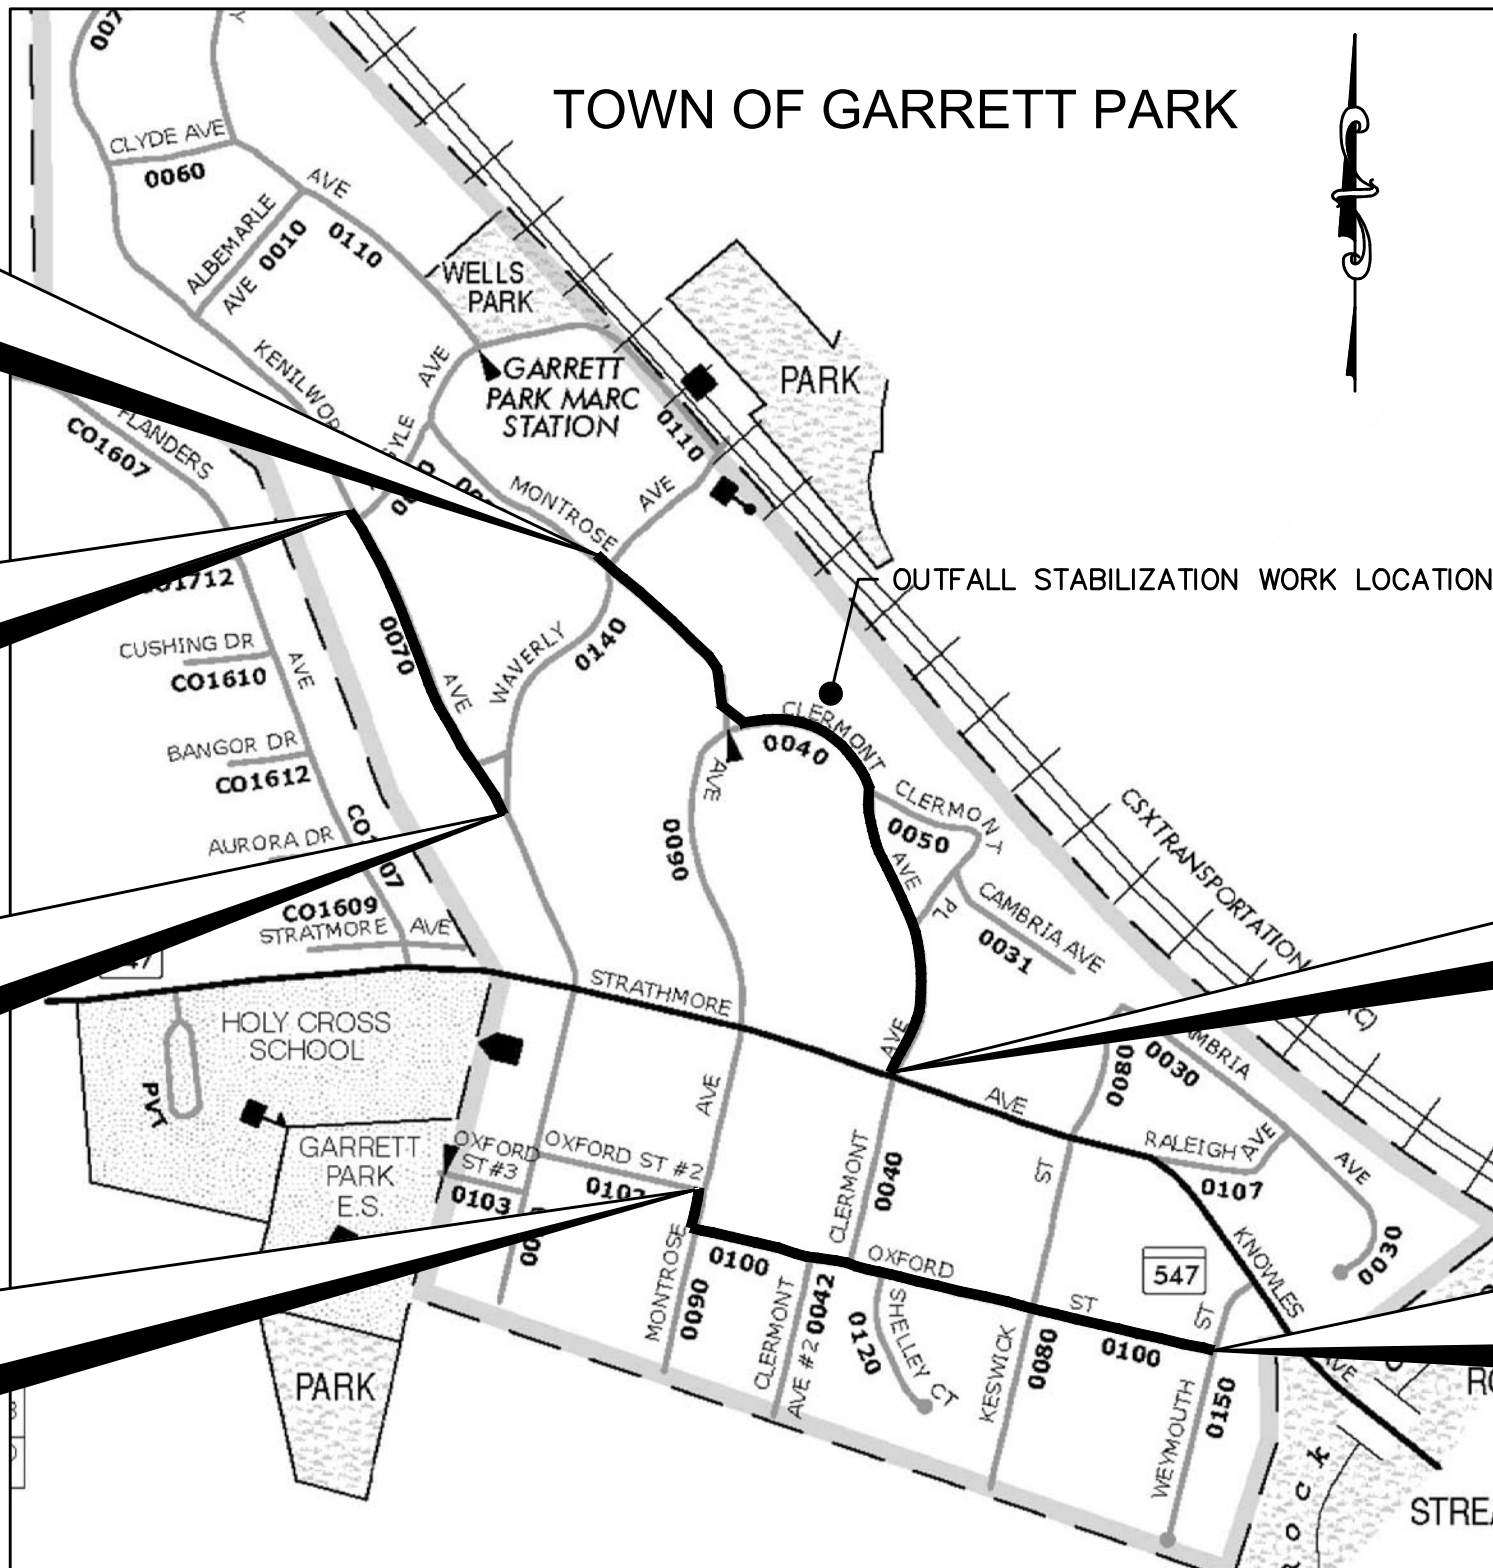 007
Y
TOWN OF GARRETT PARK
CLYDE AVE
0060
AVE
ALBEMARLE
AVE 0010
0110
WELLS
PARK
KENILWOR
AVE
GARRETT
PARK MARC
STATION
PARK
FLANDERS
CO1607
0110
MONTROSE
AVE
OUTFALL STABILIZATION WORK LOCATION
CUSHING DR
CO1610
AVE
0070
AVE
WAVERLY
0140
BANGOR DR
CO1612
CLERMONT
0040
AVE
CLERMONT
0050
AVE
PL
CSXTRANSPORTATION
AURORA DR
0600
CO1609
STRATMORE AVE
CAMBRIA AVE
0031
STRATHMORE
AVE
HOLY CROSS
SCHOOL
PVT
AVE
AVE
0080
0030
GARRETT
PARK
E.S.
OXFORD
ST #3
0103
OXFORD ST #2
CLERMONT
0040
ST
RALEIGH AVE
0107
AVE
0030
MONTROSE
0090
0100
OXFORD
ST
0100
547
KNOWLES
AVE
CLERMONT
AVE #2 0042
0120
SHELLEY CT
KESWICK
0080
ST
WEYMOUTH
0150
PARK
STREA